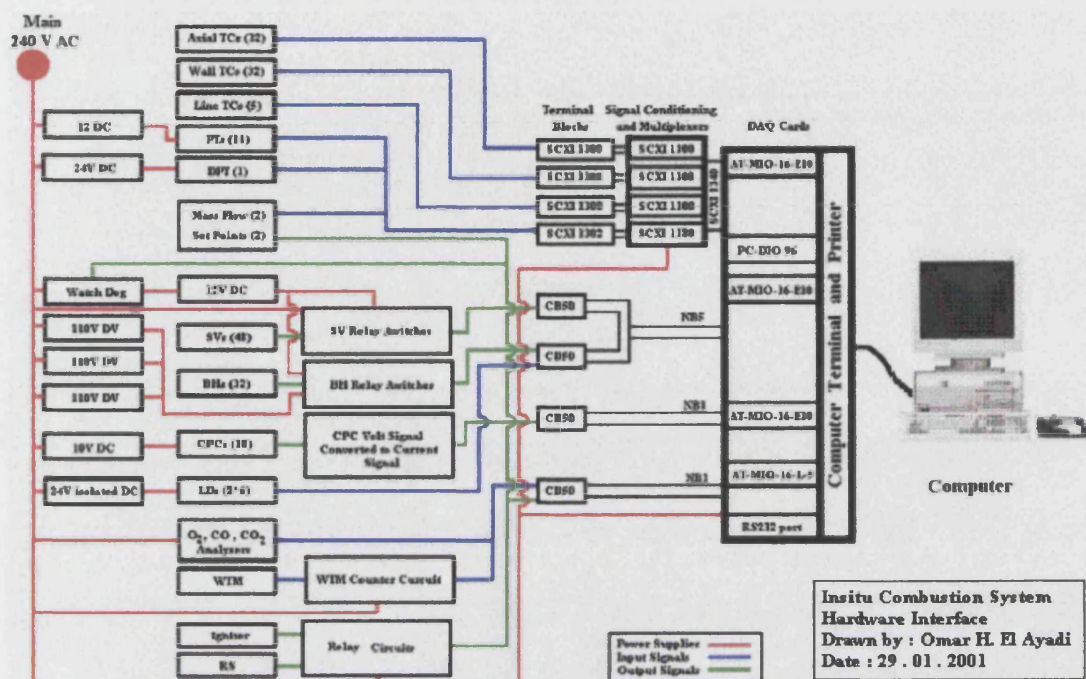 Main
240 V AC
Axial TCs (32)
Wall TCs (32)
Line TCs (5)
12 DC
PTs (11)
24V DC
DPT (1)
Mass Flow (2)
Set Points (2)
Watch Dog
12V DC
110V DV
110V DV
110V DV
SVs (48)
BHs (32)
SV Relay Switches
BH Relay Switches
10V DC
CPCs (18)
CPC Volt Signal
Converted to Current
Signal
24V isolated DC
LDs (2*6)
O2, CO, CO2
Analysers
WTM
WTM Counter Circuit
Ignitor
RS
Relay Circuits
Terminal
Blocks
Signal Conditioning
and Multiplexers
DAQ Cards
SCXI 1300
SCXI 1100
SCXI 1300
SCXI 1100
SCXI 1300
SCXI 1100
SCXI 1302
SCXI 1180
SCXI 1340
AT-MIO-16-E10
PC-DIO 96
AT-MIO-16-E10
AT-MIO-16-E10
AT-MIO-16-L-9
RS232 port
CB50
CB50
CB50
CB50
NB5
NB1
NB1
Computer Terminal and Printer
Computer
Power Supplies
Input Signals
Output Signals
Insitu Combustion System
Hardware Interface
Drawn by : Omar H. El Ayadi
Date : 29 . 01 . 2001